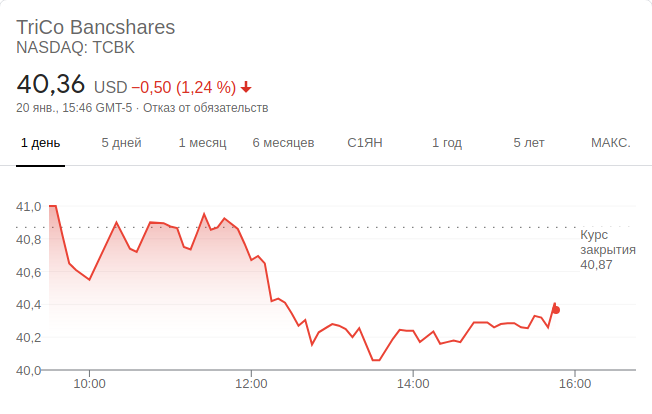 TriCo Bancshares
NASDAQ: TCBK
40,36 USD −0,50 (1,24 %)
20 янв., 15:46 GMT-5 · Отказ от обязательств
1 день 5 дней 1 месяц 6 месяцев С1ЯН 1 год 5 лет МАКС.
41,0
40,8
40,6
40,4
40,2
40,0
Курс
закрытия
40,87
10:00 12:00 14:00 16:00